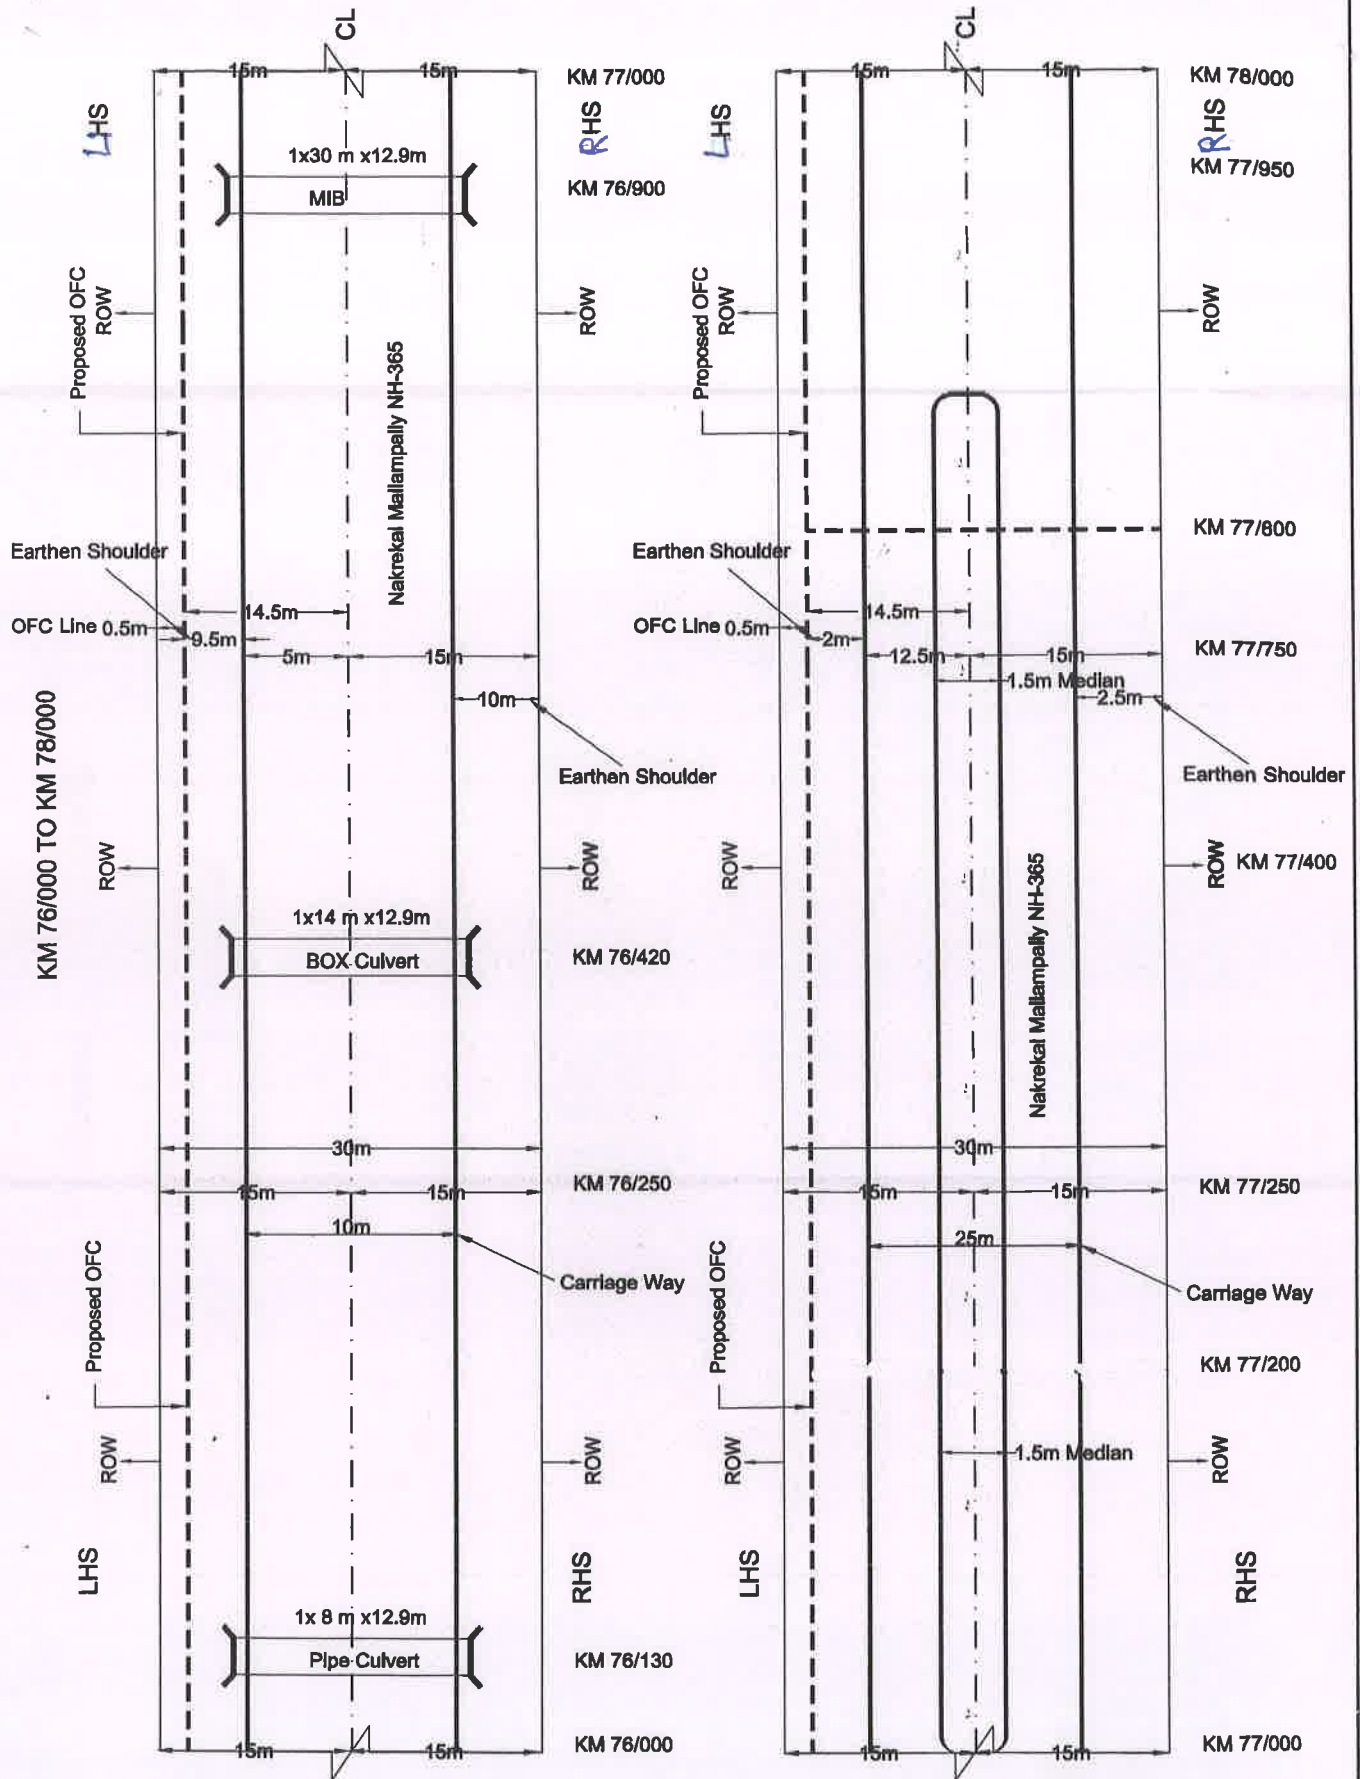 KM 76/000 TO KM 78/000
CL
15m
15m
KM 77/000
LHS
RHS
1x30 m x12.9m
MIB
KM 76/900
Proposed OFC
ROW
ROW
Nakrekal Mallampally NH-365
Earthen Shoulder
14.5m
OFC Line 0.5m
9.5m
5m
15m
10m
Earthen Shoulder
ROW
ROW
1x14 m x12.9m
BOX Culvert
KM 76/420
30m
15m
15m
KM 76/250
10m
Carriage Way
Proposed OFC
ROW
ROW
LHS
RHS
1x 8 m x12.9m
Pipe Culvert
KM 76/130
15m
15m
KM 76/000
CL
15m
15m
KM 78/000
LHS
RHS
KM 77/950
Proposed OFC
ROW
ROW
KM 77/800
Earthen Shoulder
14.5m
OFC Line 0.5m
2m
12.5m
15m
KM 77/750
1.5m Median
2.5m
Earthen Shoulder
ROW
ROW
KM 77/400
Nakrekal Mallampally NH-365
30m
15m
15m
KM 77/250
25m
Carriage Way
Proposed OFC
KM 77/200
1.5m Median
ROW
ROW
LHS
RHS
15m
15m
KM 77/000